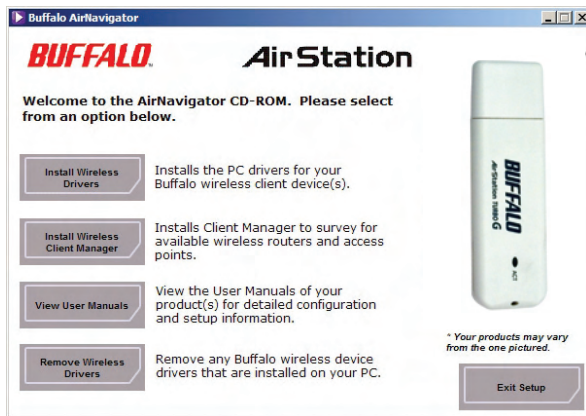 Buffalo AirNavigator
BUFFALO
AirStation
Welcome to the AirNavigator CD-ROM. Please select
from an option below.
Install Wireless
Drivers
Installs the PC drivers for your
Buffalo wireless client device(s).
Install Wireless
Client Manager
Installs Client Manager to survey for
available wireless routers and access
points.
View User Manuals
View the User Manuals of your
product(s) for detailed configuration
and setup information.
Remove Wireless
Drivers
Remove any Buffalo wireless device
drivers that are installed on your PC.
BUFFALO
AirStation TURBO G
ACT
* Your products may vary
from the one pictured.
Exit Setup